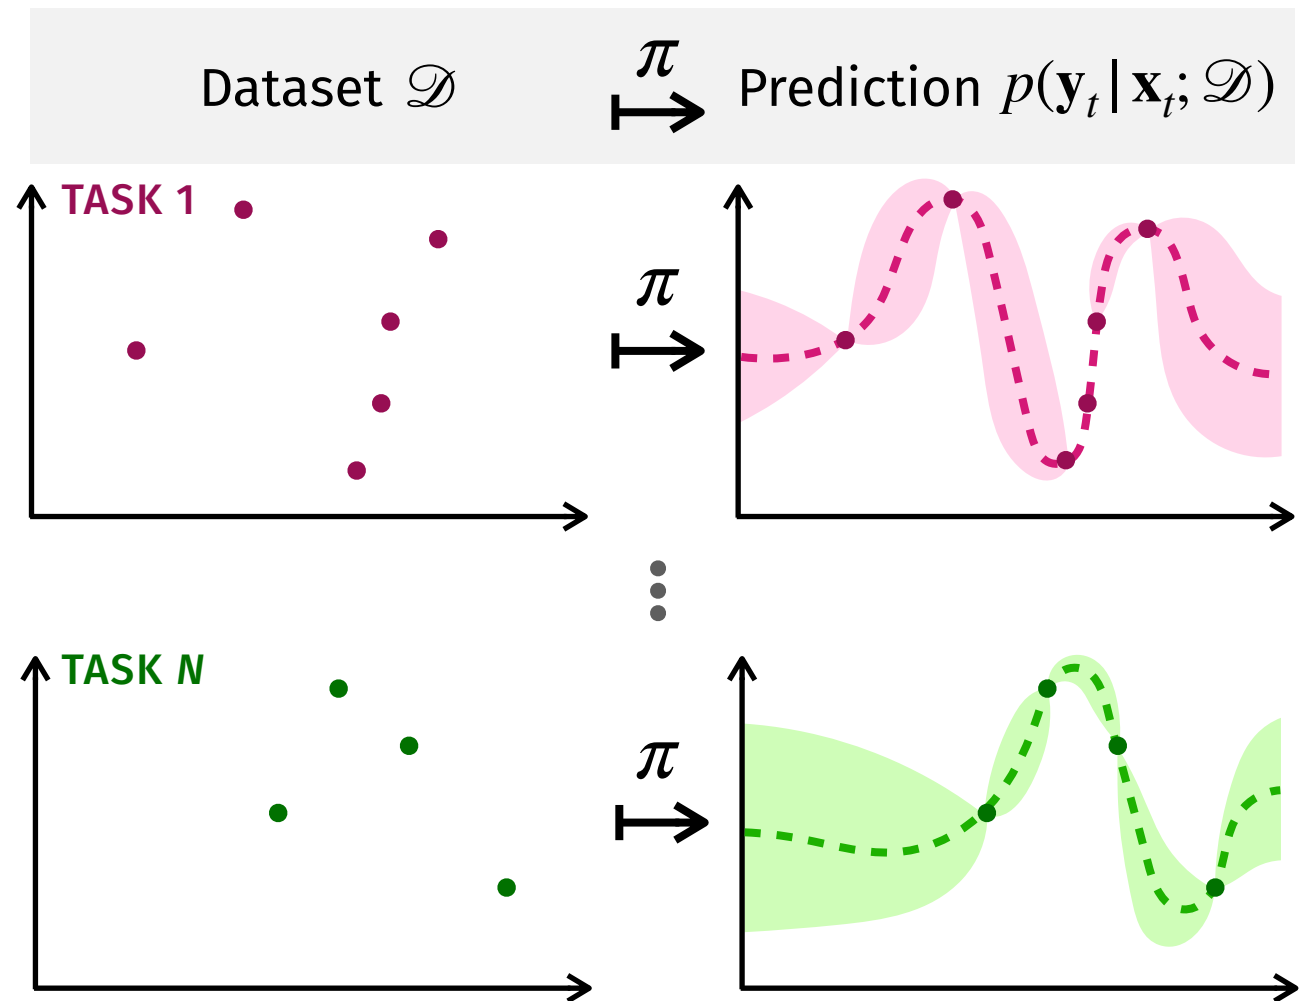 Dataset 𝒟 π Prediction p(y_t | x_t; 𝒟)
TASK 1
π
TASK N
π